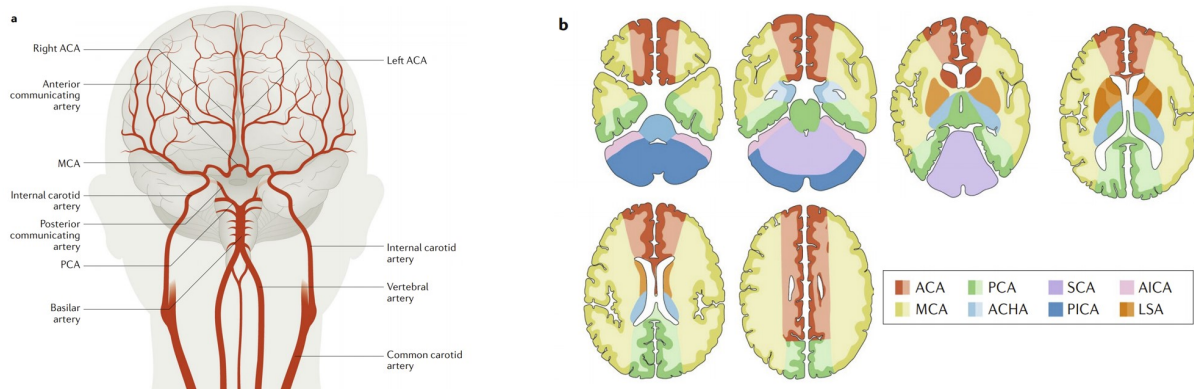 a
Right ACA
Anterior
communicating
artery
MCA
Internal carotid
artery
Posterior
communicating
artery
PCA
Basilar
artery
Left ACA
Internal carotid
artery
Vertebral
artery
Common carotid
artery
b
ACA PCA SCA AICA
MCA ACHA PICA LSA